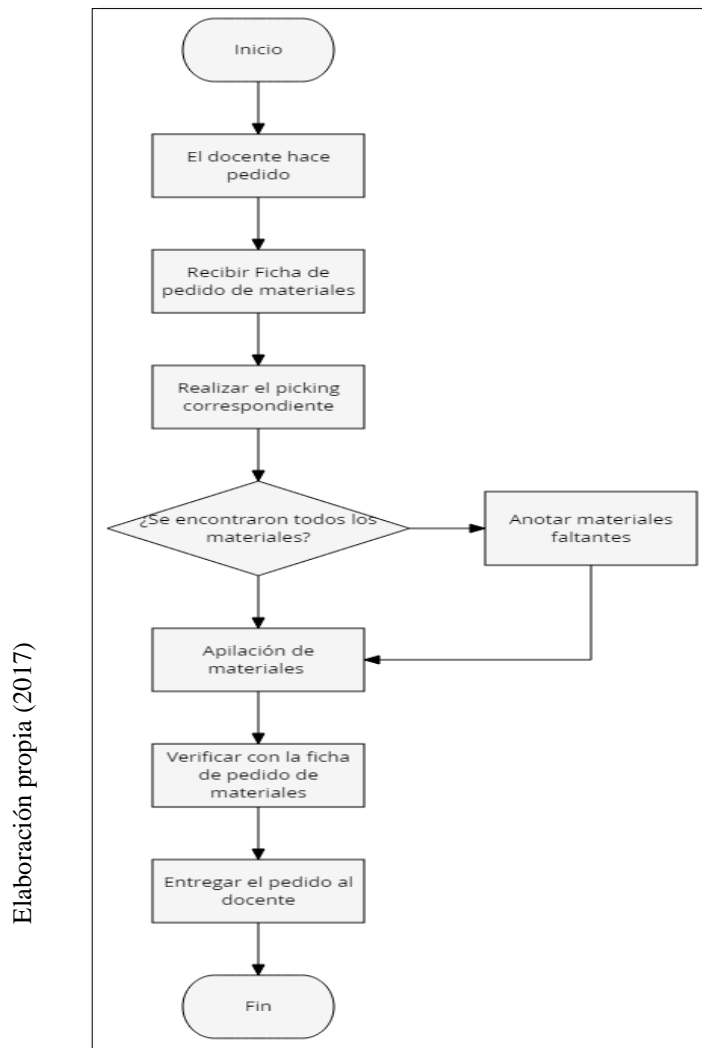 Inicio
El docente hace
pedido
Recibir Ficha de
pedido de materiales
Realizar el picking
correspondiente
¿Se encontraron todos los
materiales?
Anotar materiales
faltantes
Apilación de
materiales
Verificar con la ficha
de pedido de
materiales
Entregar el pedido al
docente
Fin
Elaboración propia (2017)